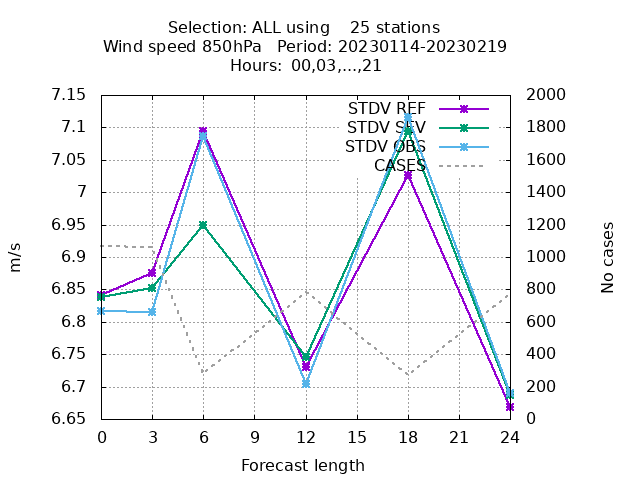 Selection: ALL using 25 stations
Wind speed 850hPa Period: 20230114-20230219
Hours: 00,03,...,21
STDV REF
STDV SFV
STDV OBS
CASES
7.15
7.1
7.05
7
6.95
6.9
6.85
6.8
6.75
6.7
6.65
2000
1800
1600
1400
1200
1000
800
600
400
200
0
0 3 6 9 12 15 18 21 24
m/s
No cases
Forecast length